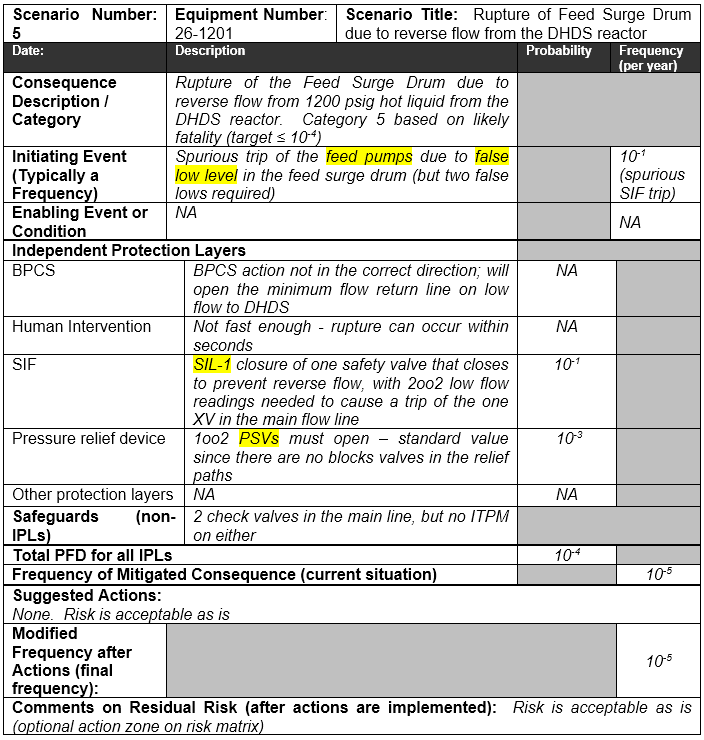 Scenario Number: Equipment Number: Scenario Title: Rupture of Feed Surge Drum
5 26-1201 due to reverse flow from the DHDS reactor
Date: Description Probability Frequency
(per year)
Consequence Rupture of the Feed Surge Drum due to
Description / reverse flow from 1200 psig hot liquid from the
Category DHDS reactor. Category 5 based on likely
fatality (target ≤ 10⁻⁴)
Initiating Event Spurious trip of the feed pumps due to false 10⁻¹
(Typically a low level in the feed surge drum (but two false (spurious
Frequency) lows required) SIF trip)
Enabling Event or NA
Condition NA
Independent Protection Layers
BPCS BPCS action not in the correct direction; will NA
open the minimum flow return line on low
flow to DHDS
Human Intervention Not fast enough - rupture can occur within NA
seconds
SIF SIL-1 closure of one safety valve that closes 10⁻¹
to prevent reverse flow, with 2oo2 low flow
readings needed to cause a trip of the one
XV in the main flow line
Pressure relief device 1oo2 PSVs must open – standard value 10⁻³
since there are no blocks valves in the relief
paths
Other protection layers NA NA
Safeguards (non- 2 check valves in the main line, but no ITPM
IPLs) on either
Total PFD for all IPLs 10⁻⁴
Frequency of Mitigated Consequence (current situation) 10⁻⁵
Suggested Actions:
None. Risk is acceptable as is
Modified
Frequency after
Actions (final 10⁻⁵
frequency):
Comments on Residual Risk (after actions are implemented): Risk is acceptable as is
(optional action zone on risk matrix)